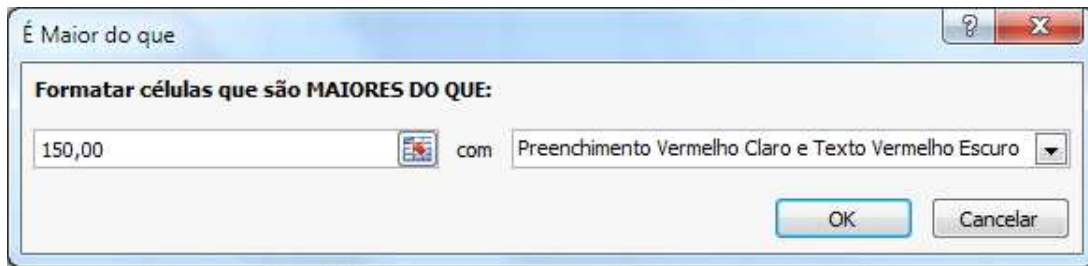 É Maior do que
Formatar células que são MAIORES DO QUE:
150,00 com Preenchimento Vermelho Claro e Texto Vermelho Escuro
OK Cancelar